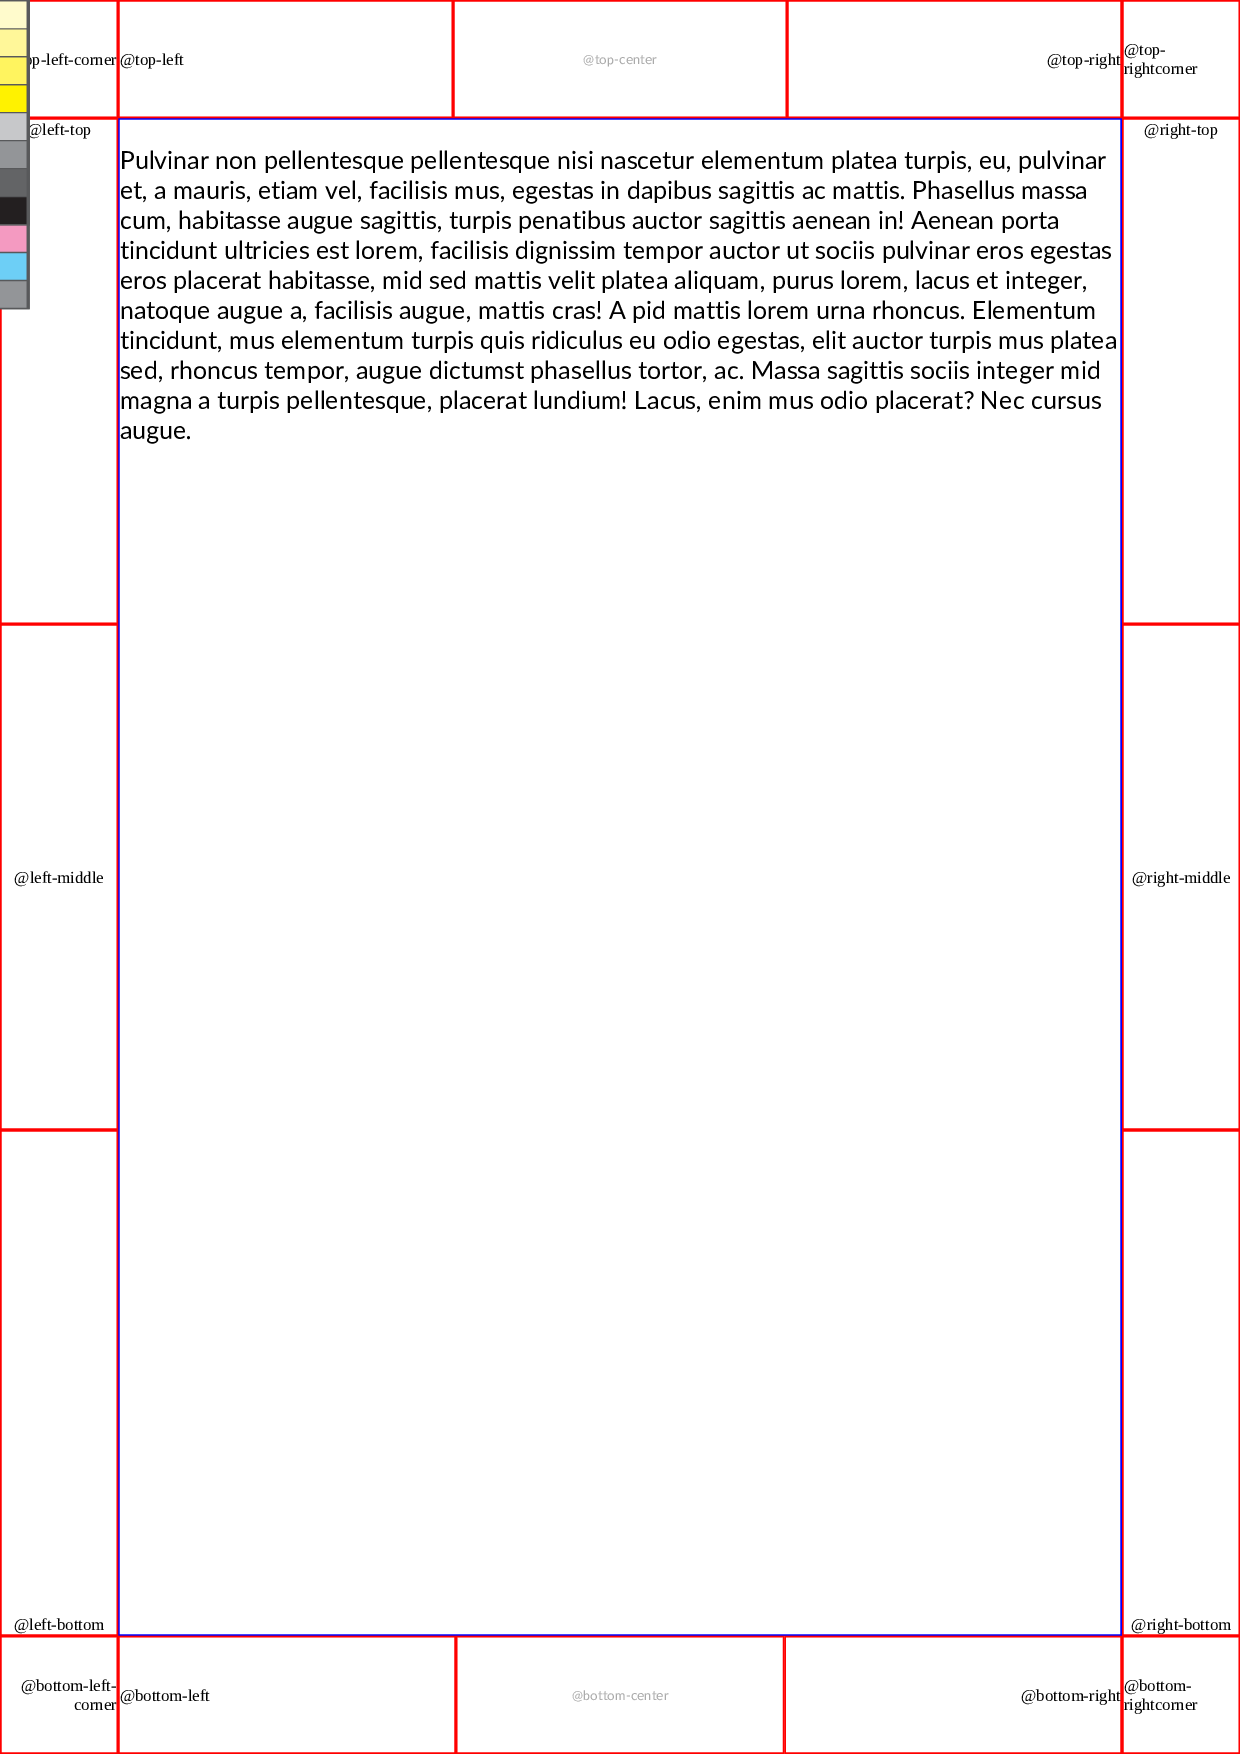 op-left-corner
@top-left
@top-center
@top-right
@top-
rightcorner
@left-top
@right-top
Pulvinar non pellentesque pellentesque nisi nascetur elementum platea turpis, eu, pulvinar
et, a mauris, etiam vel, facilisis mus, egestas in dapibus sagittis ac mattis. Phasellus massa
cum, habitasse augue sagittis, turpis penatibus auctor sagittis aenean in! Aenean porta
tincidunt ultricies est lorem, facilisis dignissim tempor auctor ut sociis pulvinar eros egestas
eros placerat habitasse, mid sed mattis velit platea aliquam, purus lorem, lacus et integer,
natoque augue a, facilisis augue, mattis cras! A pid mattis lorem urna rhoncus. Elementum
tincidunt, mus elementum turpis quis ridiculus eu odio egestas, elit auctor turpis mus platea
sed, rhoncus tempor, augue dictumst phasellus tortor, ac. Massa sagittis sociis integer mid
magna a turpis pellentesque, placerat lundium! Lacus, enim mus odio placerat? Nec cursus
augue.
@left-middle
@right-middle
@left-bottom
@right-bottom
@bottom-left-
corner
@bottom-left
@bottom-center
@bottom-right
@bottom-
rightcorner